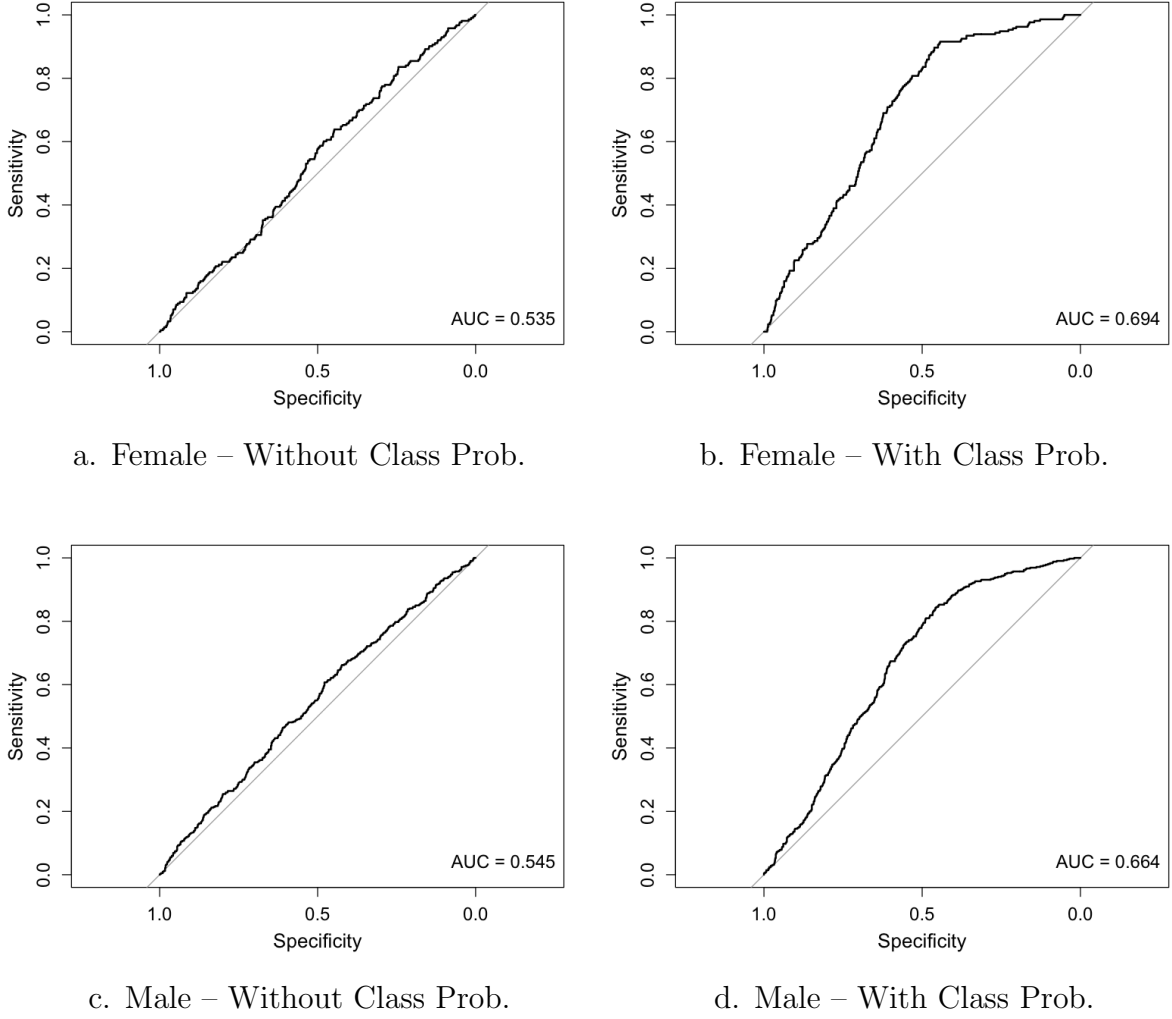 1.0
0.8
0.6
0.4
0.2
0.0
Sensitivity
AUC = 0.535
1.0 0.5 0.0
Specificity
a. Female – Without Class Prob.
1.0
0.8
0.6
0.4
0.2
0.0
Sensitivity
AUC = 0.694
1.0 0.5 0.0
Specificity
b. Female – With Class Prob.
1.0
0.8
0.6
0.4
0.2
0.0
Sensitivity
AUC = 0.545
1.0 0.5 0.0
Specificity
c. Male – Without Class Prob.
1.0
0.8
0.6
0.4
0.2
0.0
Sensitivity
AUC = 0.664
1.0 0.5 0.0
Specificity
d. Male – With Class Prob.